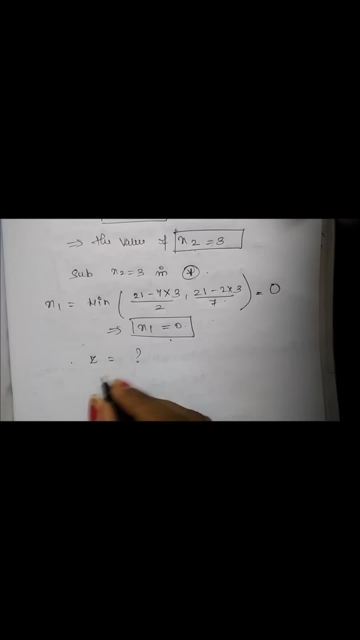 ⇒ the value of x2 = 3
Sub x2=3 in (*).
x1 = Min ( (21-4×3)/2 , (21-2×3)/7 ) = 0
⇒ x1 = 0
. z = ?